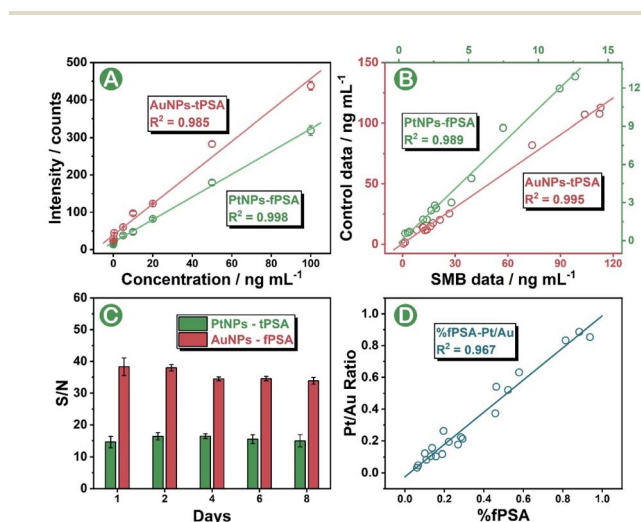 A
500
400
300
200
100
0
Intensity / counts
AuNPs-tPSA
R² = 0.985
PtNPs-fPSA
R² = 0.998
0 20 40 60 80 100
Concentration / ng mL⁻¹
B
0 5 10 15
150
125
100
75
50
25
0
Control data / ng mL⁻¹
PtNPs-fPSA
R² = 0.989
AuNPs-tPSA
R² = 0.995
12
9
6
3
0
0 30 60 90 120
SMB data / ng mL⁻¹
C
60
50
40
30
20
10
0
S/N
PtNPs - tPSA
AuNPs - fPSA
1 2 4 6 8
Days
D
1.0
0.8
0.6
0.4
0.2
0.0
Pt/Au Ratio
%fPSA-Pt/Au
R² = 0.967
0.0 0.2 0.4 0.6 0.8 1.0
%fPSA